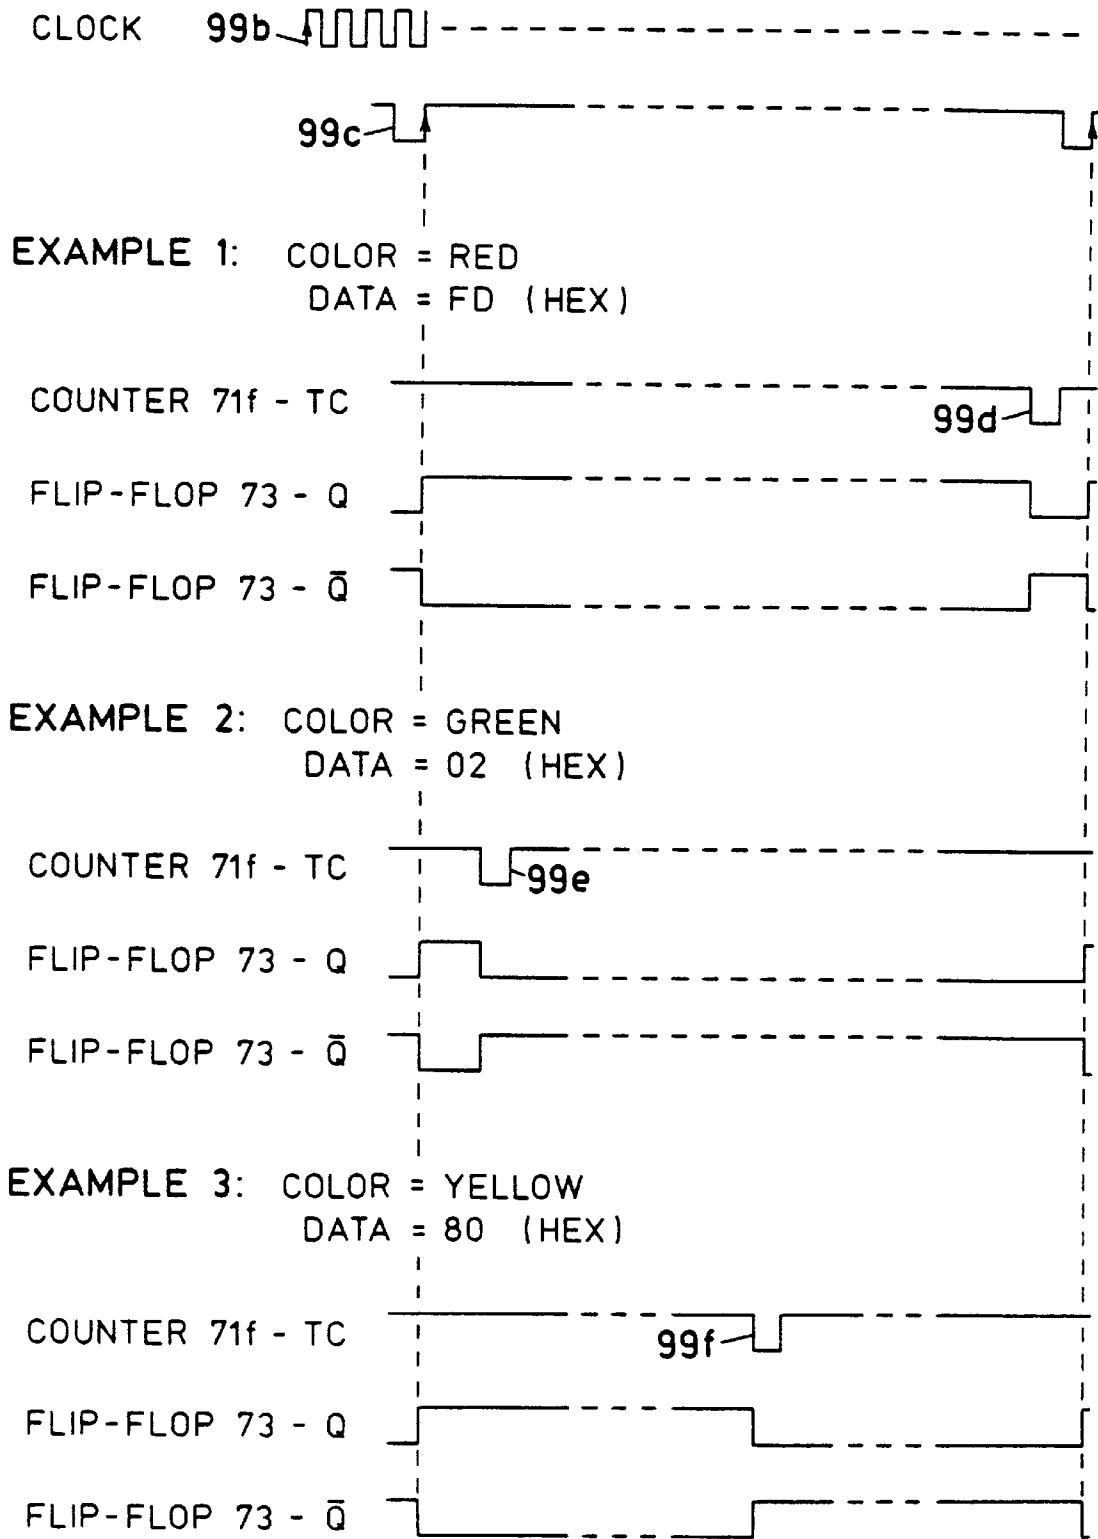 CLOCK 99b
99c
EXAMPLE 1: COLOR = RED
DATA = FD (HEX)
COUNTER 71f - TC 99d
FLIP-FLOP 73 - Q
FLIP-FLOP 73 - Q̄
EXAMPLE 2: COLOR = GREEN
DATA = 02 (HEX)
COUNTER 71f - TC 99e
FLIP-FLOP 73 - Q
FLIP-FLOP 73 - Q̄
EXAMPLE 3: COLOR = YELLOW
DATA = 80 (HEX)
COUNTER 71f - TC 99f
FLIP-FLOP 73 - Q
FLIP-FLOP 73 - Q̄